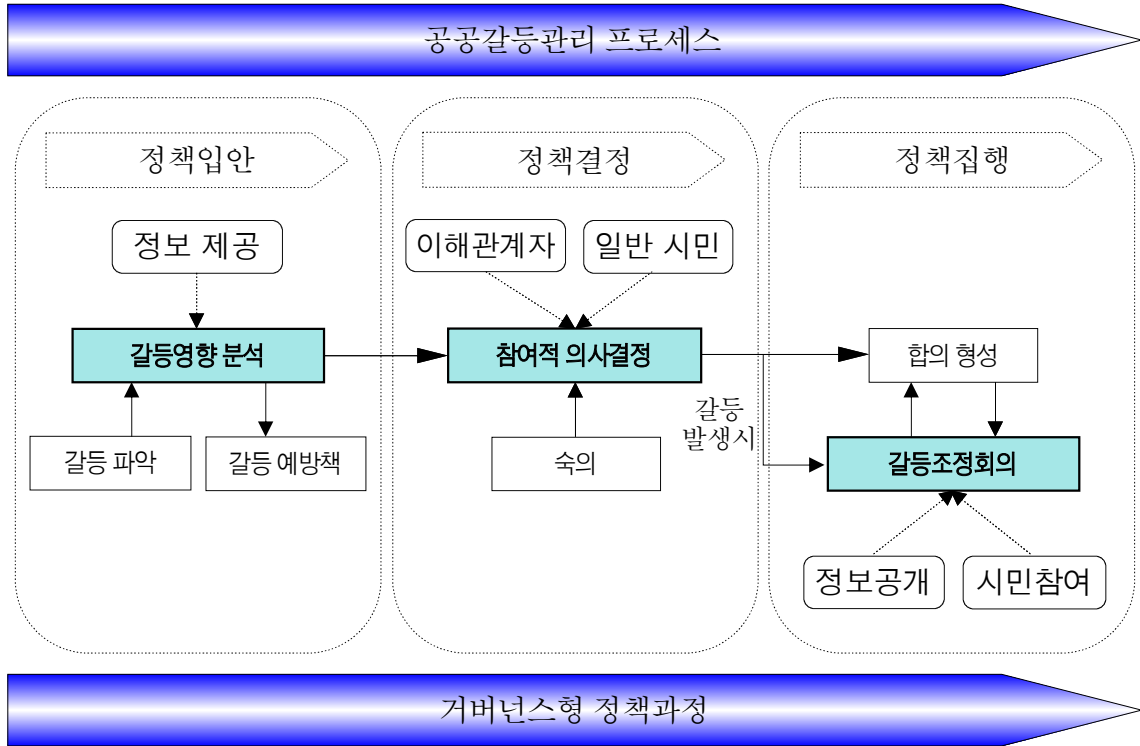 공공갈등관리 프로세스
정책입안
정책결정
정책집행
정보 제공
이해관계자
일반 시민
갈등영향 분석
참여적 의사결정
합의 형성
갈등
발생시
갈등 파악
갈등 예방책
숙의
갈등조정회의
정보공개
시민참여
거버넌스형 정책과정